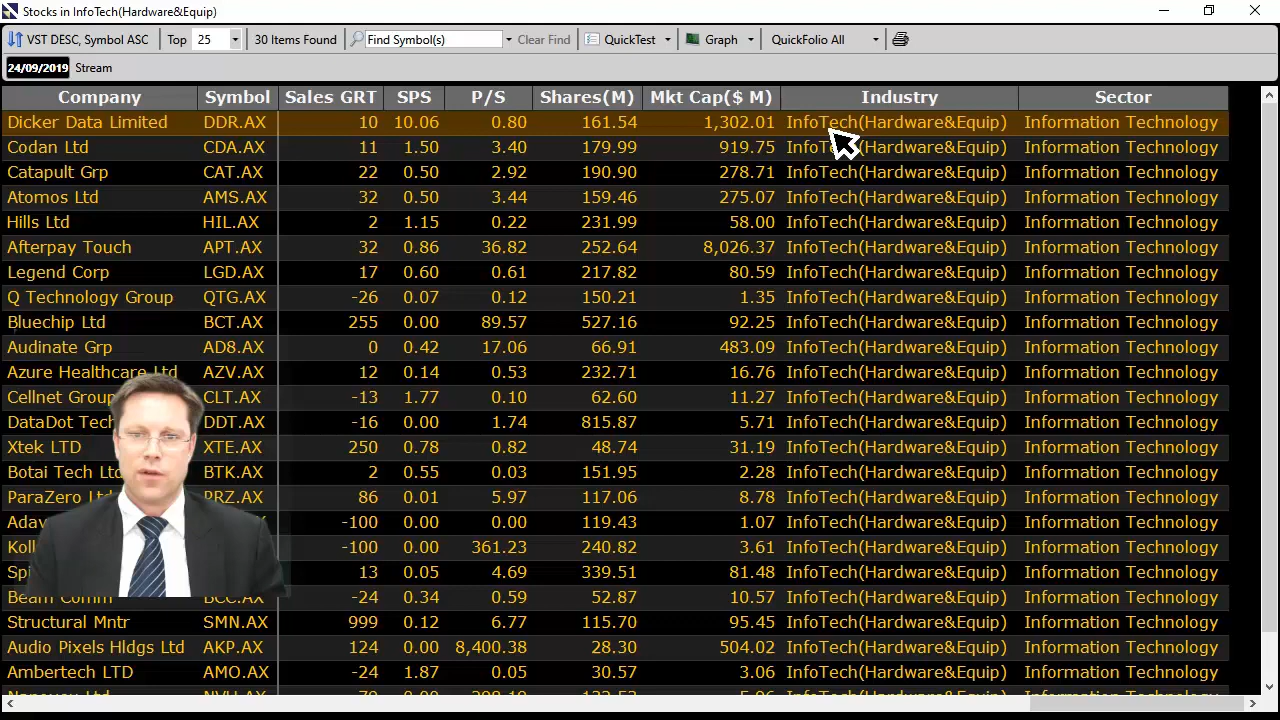 Stocks in InfoTech(Hardware&Equip)
VST DESC, Symbol ASC Top 25 30 Items Found Find Symbol(s) Clear Find QuickTest Graph QuickFolio All
24/09/2019 Stream
Company Symbol Sales GRT SPS P/S Shares(M) Mkt Cap($ M) Industry Sector
Dicker Data Limited DDR.AX 10 10.06 0.80 161.54 1,302.01 InfoTech(Hardware&Equip) Information Technology
Codan Ltd CDA.AX 11 1.50 3.40 179.99 919.75 InfoTech(Hardware&Equip) Information Technology
Catapult Grp CAT.AX 22 0.50 2.92 190.90 278.71 InfoTech(Hardware&Equip) Information Technology
Atomos Ltd AMS.AX 32 0.50 3.44 159.46 275.07 InfoTech(Hardware&Equip) Information Technology
Hills Ltd HIL.AX 2 1.15 0.22 231.99 58.00 InfoTech(Hardware&Equip) Information Technology
Afterpay Touch APT.AX 32 0.86 36.82 252.64 8,026.37 InfoTech(Hardware&Equip) Information Technology
Legend Corp LGD.AX 17 0.60 0.61 217.82 80.59 InfoTech(Hardware&Equip) Information Technology
Q Technology Group QTG.AX -26 0.07 0.12 150.21 1.35 InfoTech(Hardware&Equip) Information Technology
Bluechip Ltd BCT.AX 255 0.00 89.57 527.16 92.25 InfoTech(Hardware&Equip) Information Technology
Audinate Grp AD8.AX 0 0.42 17.06 66.91 483.09 InfoTech(Hardware&Equip) Information Technology
Azure Healthcare Ltd AZV.AX 12 0.14 0.53 232.71 16.76 InfoTech(Hardware&Equip) Information Technology
Cellnet Group CLT.AX -13 1.77 0.10 62.60 11.27 InfoTech(Hardware&Equip) Information Technology
DataDot Tech DDT.AX -16 0.00 1.74 815.87 5.71 InfoTech(Hardware&Equip) Information Technology
Xtek LTD XTE.AX 250 0.78 0.82 48.74 31.19 InfoTech(Hardware&Equip) Information Technology
Botai Tech Ltd BTK.AX 2 0.55 0.03 151.95 2.28 InfoTech(Hardware&Equip) Information Technology
ParaZero Ltd PRZ.AX 86 0.01 5.97 117.06 8.78 InfoTech(Hardware&Equip) Information Technology
-100 0.00 0.00 119.43 1.07 InfoTech(Hardware&Equip) Information Technology
-100 0.00 361.23 240.82 3.61 InfoTech(Hardware&Equip) Information Technology
13 0.05 4.69 339.51 81.48 InfoTech(Hardware&Equip) Information Technology
Beam Comm BCC.AX -24 0.34 0.59 52.87 10.57 InfoTech(Hardware&Equip) Information Technology
Structural Mntr SMN.AX 999 0.12 6.77 115.70 95.45 InfoTech(Hardware&Equip) Information Technology
Audio Pixels Hldgs Ltd AKP.AX 124 0.00 8,400.38 28.30 504.02 InfoTech(Hardware&Equip) Information Technology
Ambertech LTD AMO.AX -24 1.87 0.05 30.57 3.06 InfoTech(Hardware&Equip) Information Technology